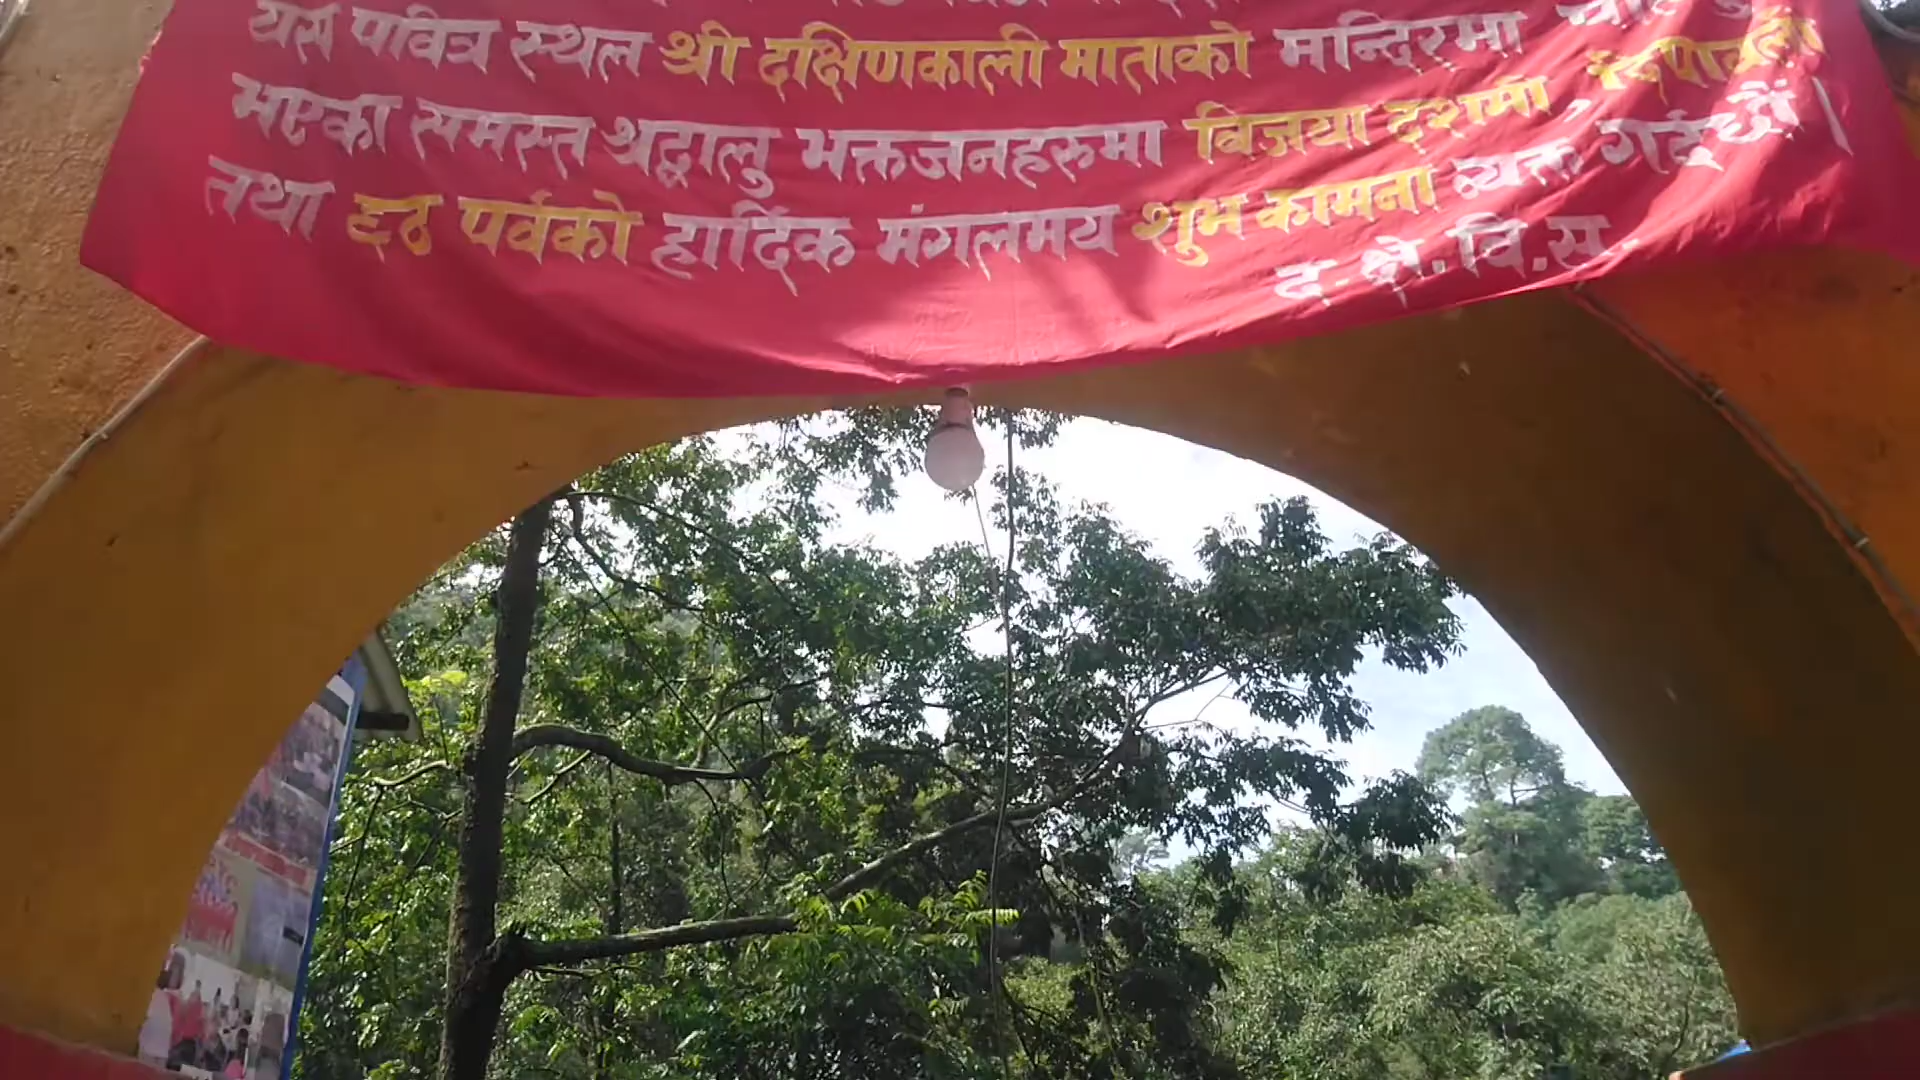 यस पवित्र स्थल श्री दक्षिणकाली माताको मन्दिरमा
भएका समस्त श्रद्धालु भक्तजनहरुमा विजया दशमी,
तथा छठ पर्वको हार्दिक मंगलमय शुभ कामना व्यक्त गर्दछौं।
द.क्षे.वि.स.